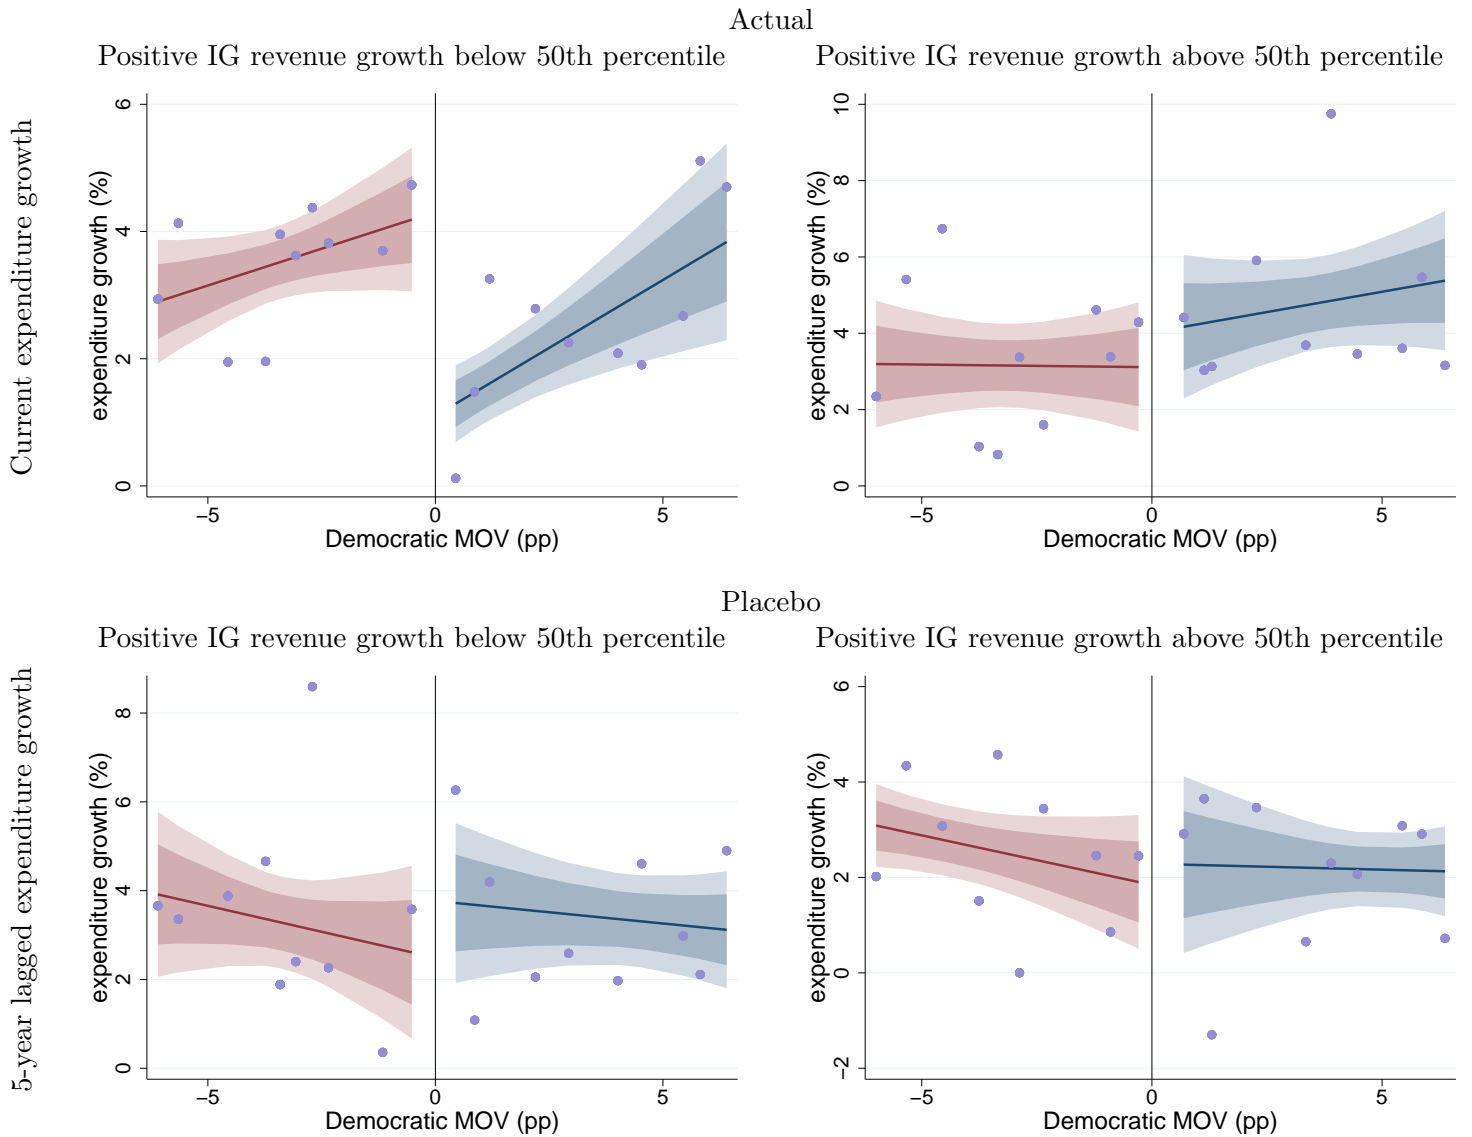 Actual
Positive IG revenue growth below 50th percentile
Positive IG revenue growth above 50th percentile
Current expenditure growth
expenditure growth (%)
6
4
2
0
−5
0
5
Democratic MOV (pp)
expenditure growth (%)
10
8
6
4
2
0
−5
0
5
Democratic MOV (pp)
Placebo
Positive IG revenue growth below 50th percentile
Positive IG revenue growth above 50th percentile
5-year lagged expenditure growth
expenditure growth (%)
8
6
4
2
0
−5
0
5
Democratic MOV (pp)
expenditure growth (%)
6
4
2
0
−2
−5
0
5
Democratic MOV (pp)